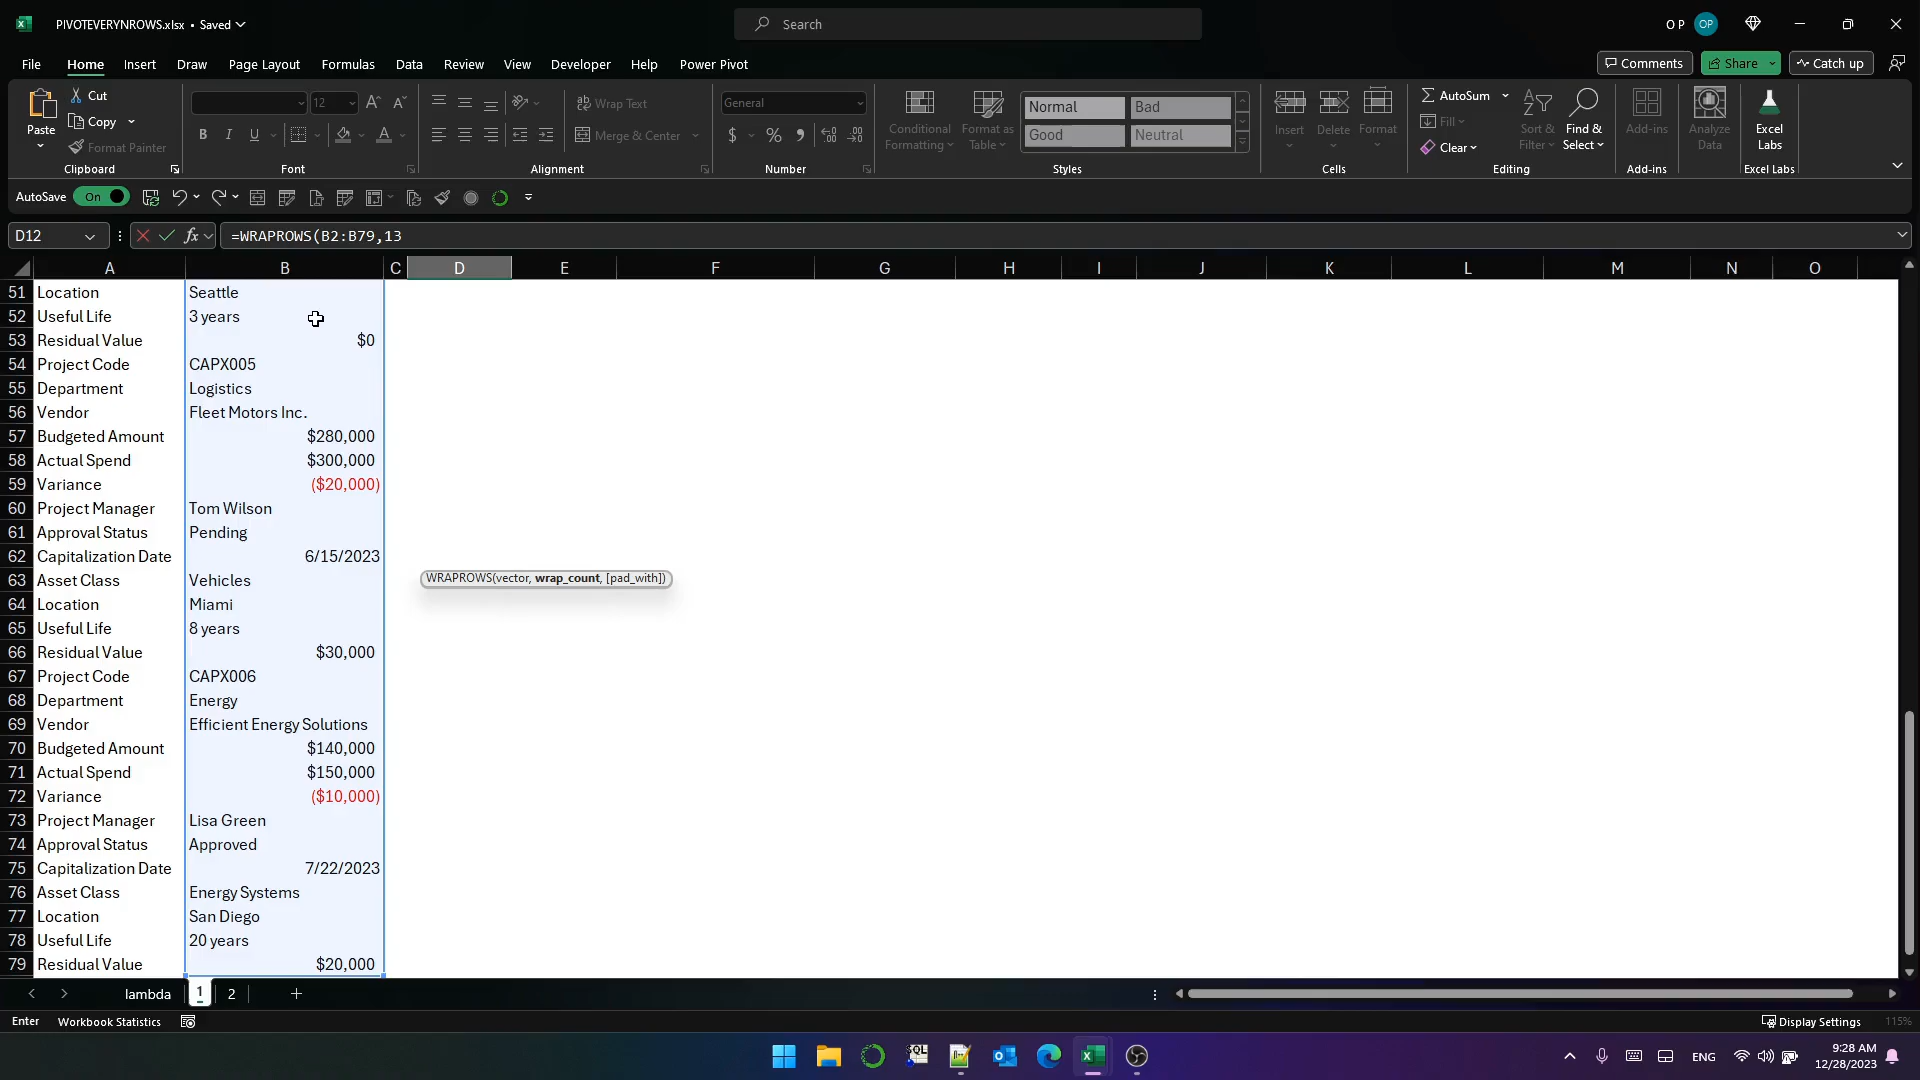 PIVOTEVERYNROWS.xlsx • Saved
Search
O P
OP
File Home Insert Draw Page Layout Formulas Data Review View Developer Help Power Pivot
Comments
Share
Catch up
Paste
Cut
Copy
Format Painter
Clipboard
12
B I U
Font
Wrap Text
Merge & Center
Alignment
General
$ % ,
Number
Conditional Formatting
Format as Table
Normal
Bad
Good
Neutral
Styles
Insert
Delete
Format
Cells
AutoSum
Fill
Clear
Sort & Filter
Find & Select
Editing
Add-ins
Add-ins
Analyze Data
Excel Labs
Excel Labs
AutoSave On
D12
fx
=WRAPROWS(B2:B79,13
A B C D E F G H I J K L M N O
51 Location Seattle
52 Useful Life 3 years
53 Residual Value $0
54 Project Code CAPX005
55 Department Logistics
56 Vendor Fleet Motors Inc.
57 Budgeted Amount $280,000
58 Actual Spend $300,000
59 Variance ($20,000)
60 Project Manager Tom Wilson
61 Approval Status Pending
62 Capitalization Date 6/15/2023
63 Asset Class Vehicles
WRAPROWS(vector, wrap_count, [pad_with])
64 Location Miami
65 Useful Life 8 years
66 Residual Value $30,000
67 Project Code CAPX006
68 Department Energy
69 Vendor Efficient Energy Solutions
70 Budgeted Amount $140,000
71 Actual Spend $150,000
72 Variance ($10,000)
73 Project Manager Lisa Green
74 Approval Status Approved
75 Capitalization Date 7/22/2023
76 Asset Class Energy Systems
77 Location San Diego
78 Useful Life 20 years
79 Residual Value $20,000
lambda 1 2
Enter Workbook Statistics
Display Settings
115%
SQL
ENG
9:28 AM
12/28/2023